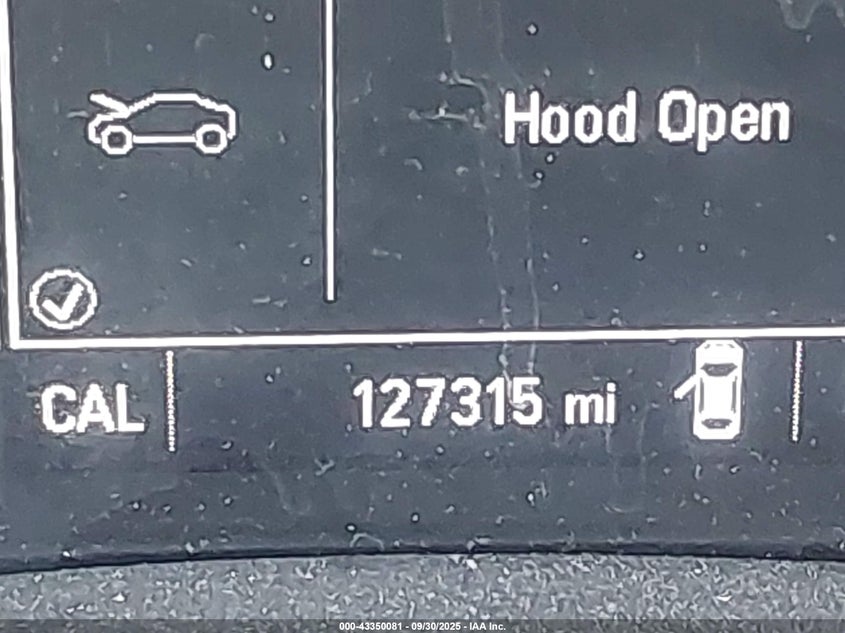 Hood Open
CAL 127315 mi
000-43350081 - 09/30/2025 - IAA Inc.